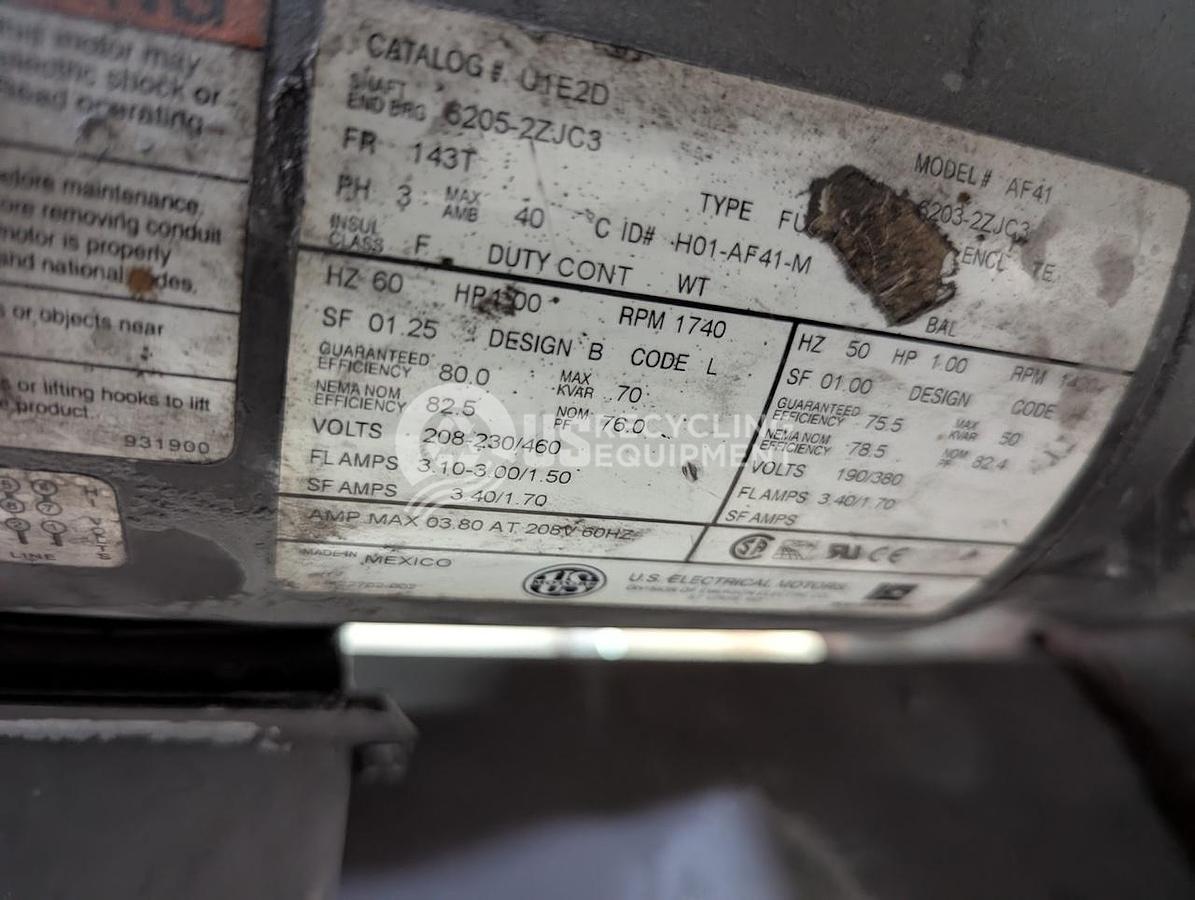 motor may
shock or
operating
before maintenance,
removing conduit
motor is properly
and national
or objects near
or lifting hooks to lift
product.
931900
LINE
VOLTS
CATALOG # U1E2D
MODEL# AF41
SHAFT
END BRG 6205-2ZJC3
6203-2ZJC3
FR 143T
TYPE FU
ENCL TE
PH 3 MAX
AMB 40 °C ID# H01-AF41-M
INSUL
CLASS F DUTY CONT WT
BAL
HZ 60 HP 1.00 RPM 1740
SF 01.25 DESIGN B CODE L
GUARANTEED
EFFICIENCY 80.0 MAX
KVAR .70
NEMA NOM
EFFICIENCY 82.5 NOM
PF 76.0
VOLTS 208-230/460
FL AMPS 3.10-3.00/1.50
SF AMPS 3.40/1.70
AMP MAX 03.80 AT 208V 60HZ
HZ 50 HP 1.00 RPM
SF 01.00 DESIGN CODE
GUARANTEED
EFFICIENCY 75.5 MAX
KVAR .50
NEMA NOM
EFFICIENCY 78.5 NOM
PF 82.4
VOLTS 190/380
FL AMPS 3.40/1.70
SF AMPS
MADE IN MEXICO
U.S. ELECTRICAL MOTORS
DIVISION OF EMERSON ELECTRIC CO.
RECYCLING
EQUIPMENT